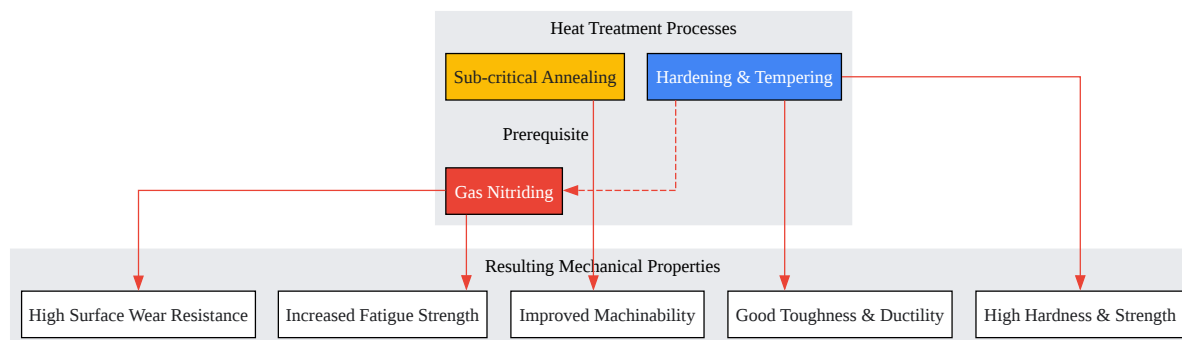 Heat Treatment Processes
Sub-critical Annealing
Hardening & Tempering
Prerequisite
Gas Nitriding
Resulting Mechanical Properties
High Surface Wear Resistance
Increased Fatigue Strength
Improved Machinability
Good Toughness & Ductility
High Hardness & Strength